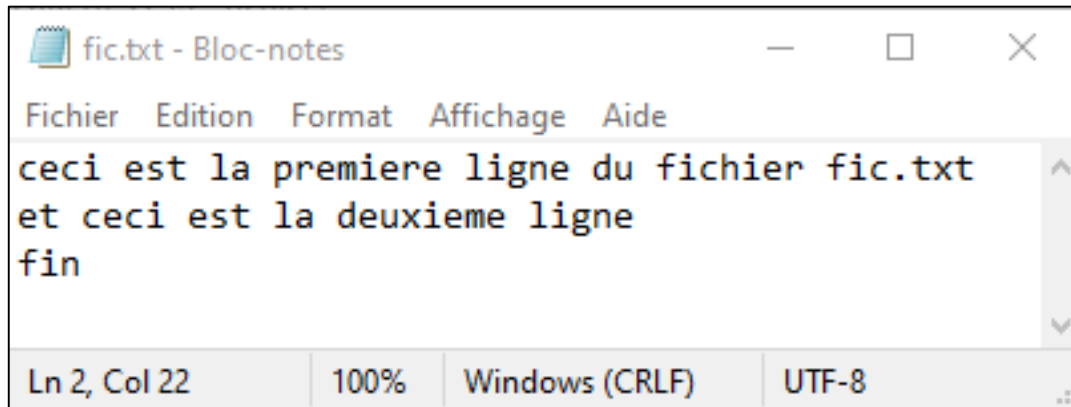 fic.txt - Bloc-notes
Fichier Edition Format Affichage Aide
ceci est la premiere ligne du fichier fic.txt
et ceci est la deuxieme ligne
fin
Ln 2, Col 22 100% Windows (CRLF) UTF-8